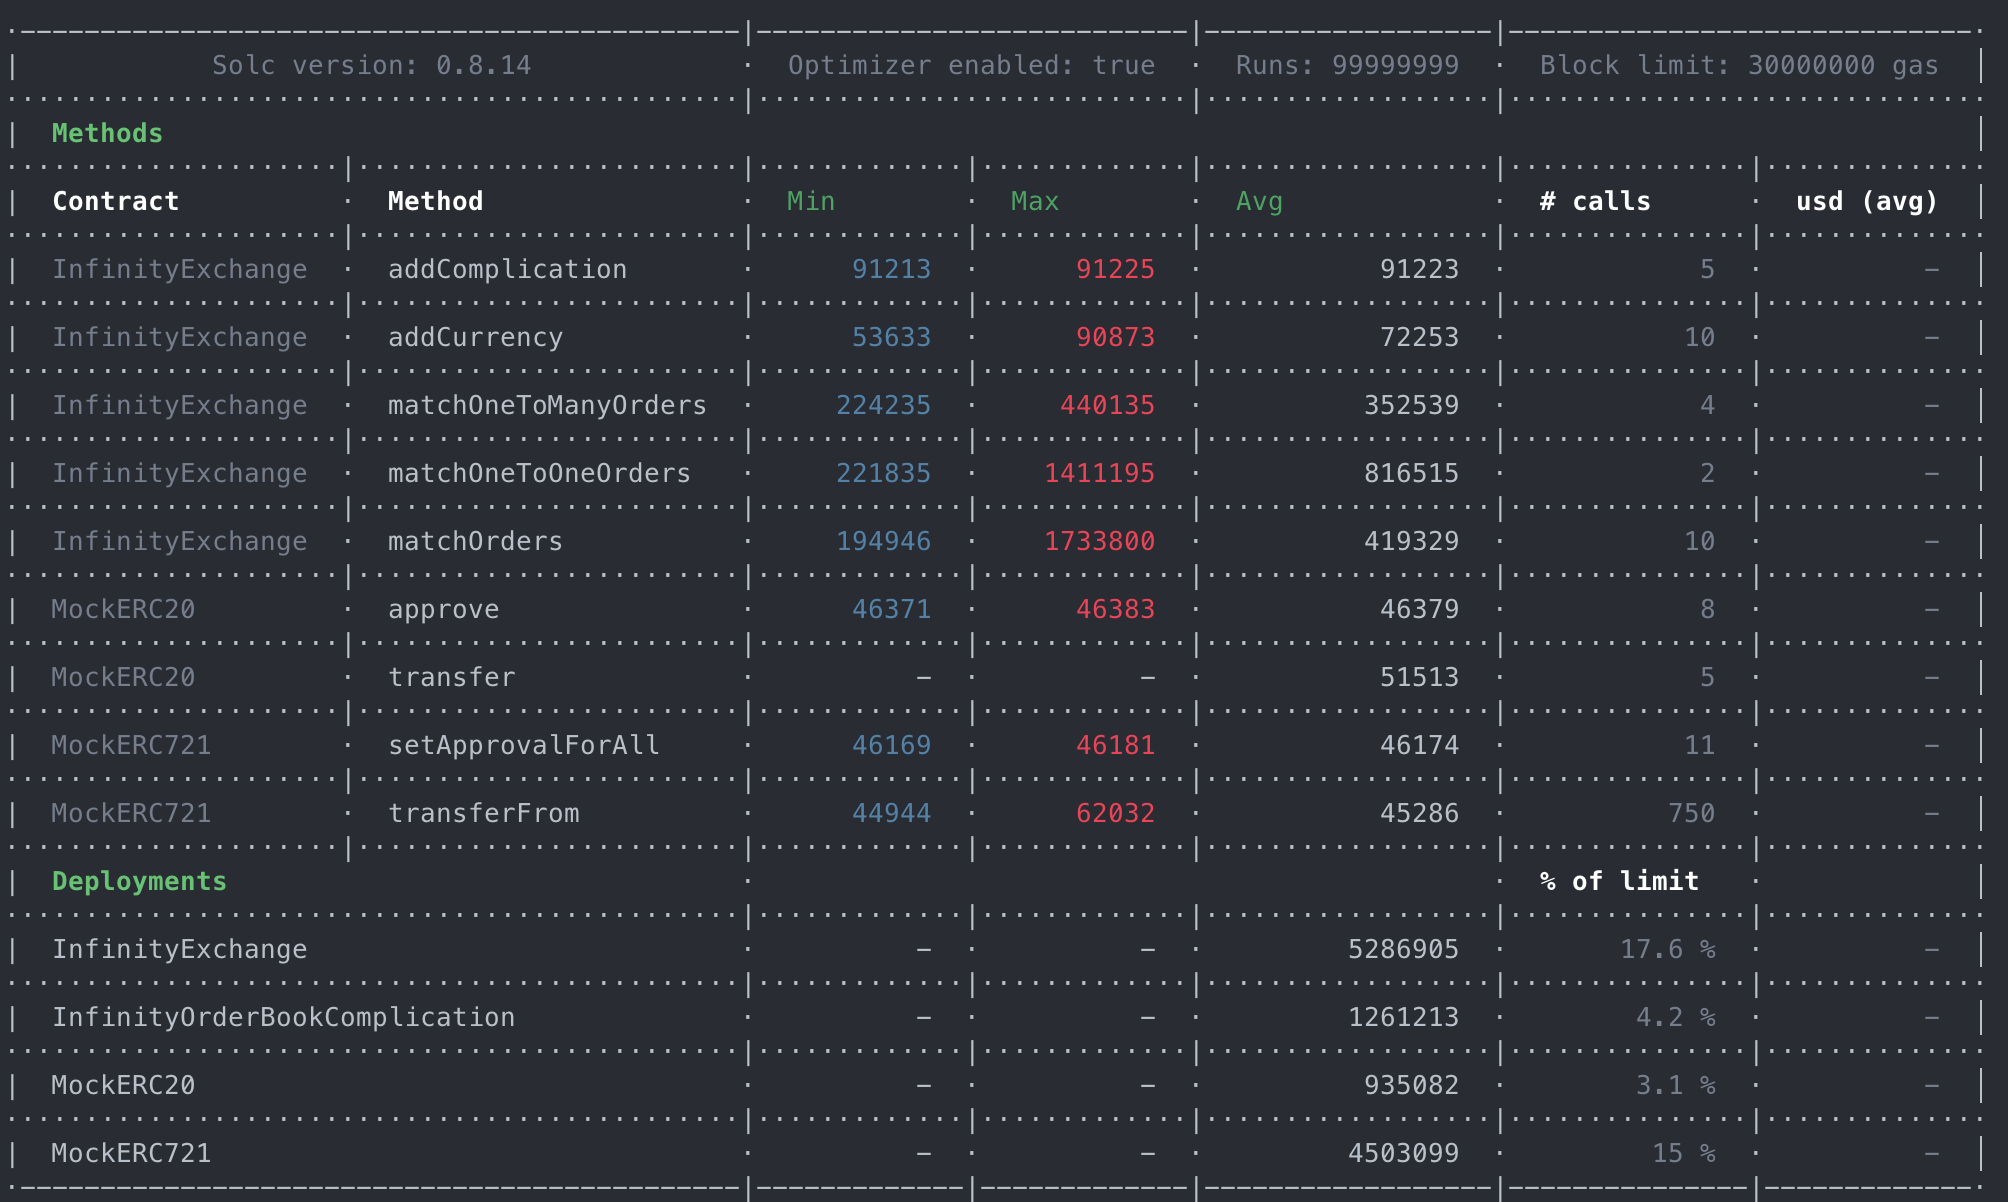 Solc version: 0.8.14 · Optimizer enabled: true · Runs: 99999999 · Block limit: 30000000 gas
Methods
Contract · Method · Min · Max · Avg · # calls · usd (avg)
InfinityExchange · addComplication · 91213 · 91225 · 91223 · 5 · -
InfinityExchange · addCurrency · 53633 · 90873 · 72253 · 10 · -
InfinityExchange · matchOneToManyOrders · 224235 · 440135 · 352539 · 4 · -
InfinityExchange · matchOneToOneOrders · 221835 · 1411195 · 816515 · 2 · -
InfinityExchange · matchOrders · 194946 · 1733800 · 419329 · 10 · -
MockERC20 · approve · 46371 · 46383 · 46379 · 8 · -
MockERC20 · transfer · - · - · 51513 · 5 · -
MockERC721 · setApprovalForAll · 46169 · 46181 · 46174 · 11 · -
MockERC721 · transferFrom · 44944 · 62032 · 45286 · 750 · -
Deployments · · % of limit ·
InfinityExchange · - · - · 5286905 · 17.6 % · -
InfinityOrderBookComplication · - · - · 1261213 · 4.2 % · -
MockERC20 · - · - · 935082 · 3.1 % · -
MockERC721 · - · - · 4503099 · 15 % · -